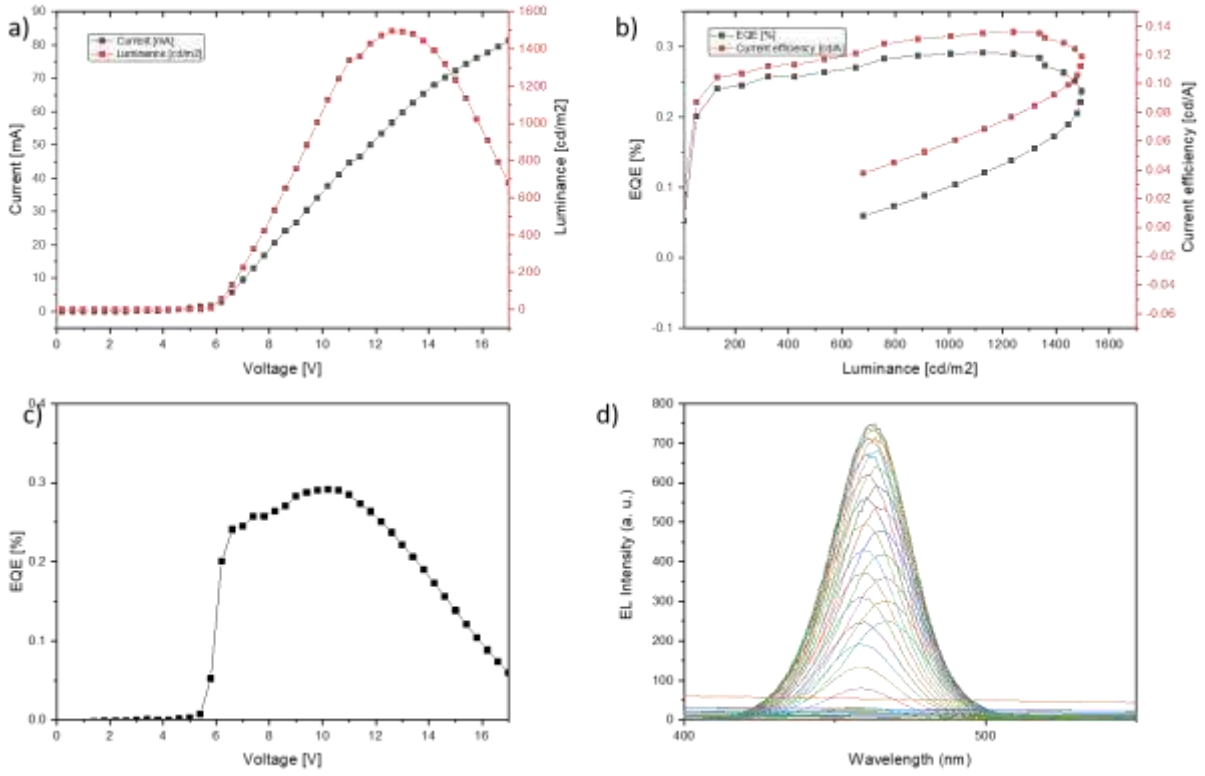 a)
Current [mA]
Luminance [cd/m2]
Current [mA]
90
80
70
60
50
40
30
20
10
0
Luminance [cd/m2]
1600
1400
1200
1000
800
600
400
200
0
0 2 4 6 8 10 12 14 16
Voltage [V]
b)
EQE [%]
Current efficiency [cd/A]
EQE [%]
0.3
0.2
0.1
0.0
-0.1
Current efficiency [cd/A]
0.14
0.12
0.10
0.08
0.06
0.04
0.02
0.00
-0.02
-0.04
-0.06
200 400 600 800 1000 1200 1400 1600
Luminance [cd/m2]
c)
EQE [%]
0.4
0.3
0.2
0.1
0.0
0 2 4 6 8 10 12 14 16
Voltage [V]
d)
EL Intensity (a. u.)
800
700
600
500
400
300
200
100
0
400 500
Wavelength (nm)